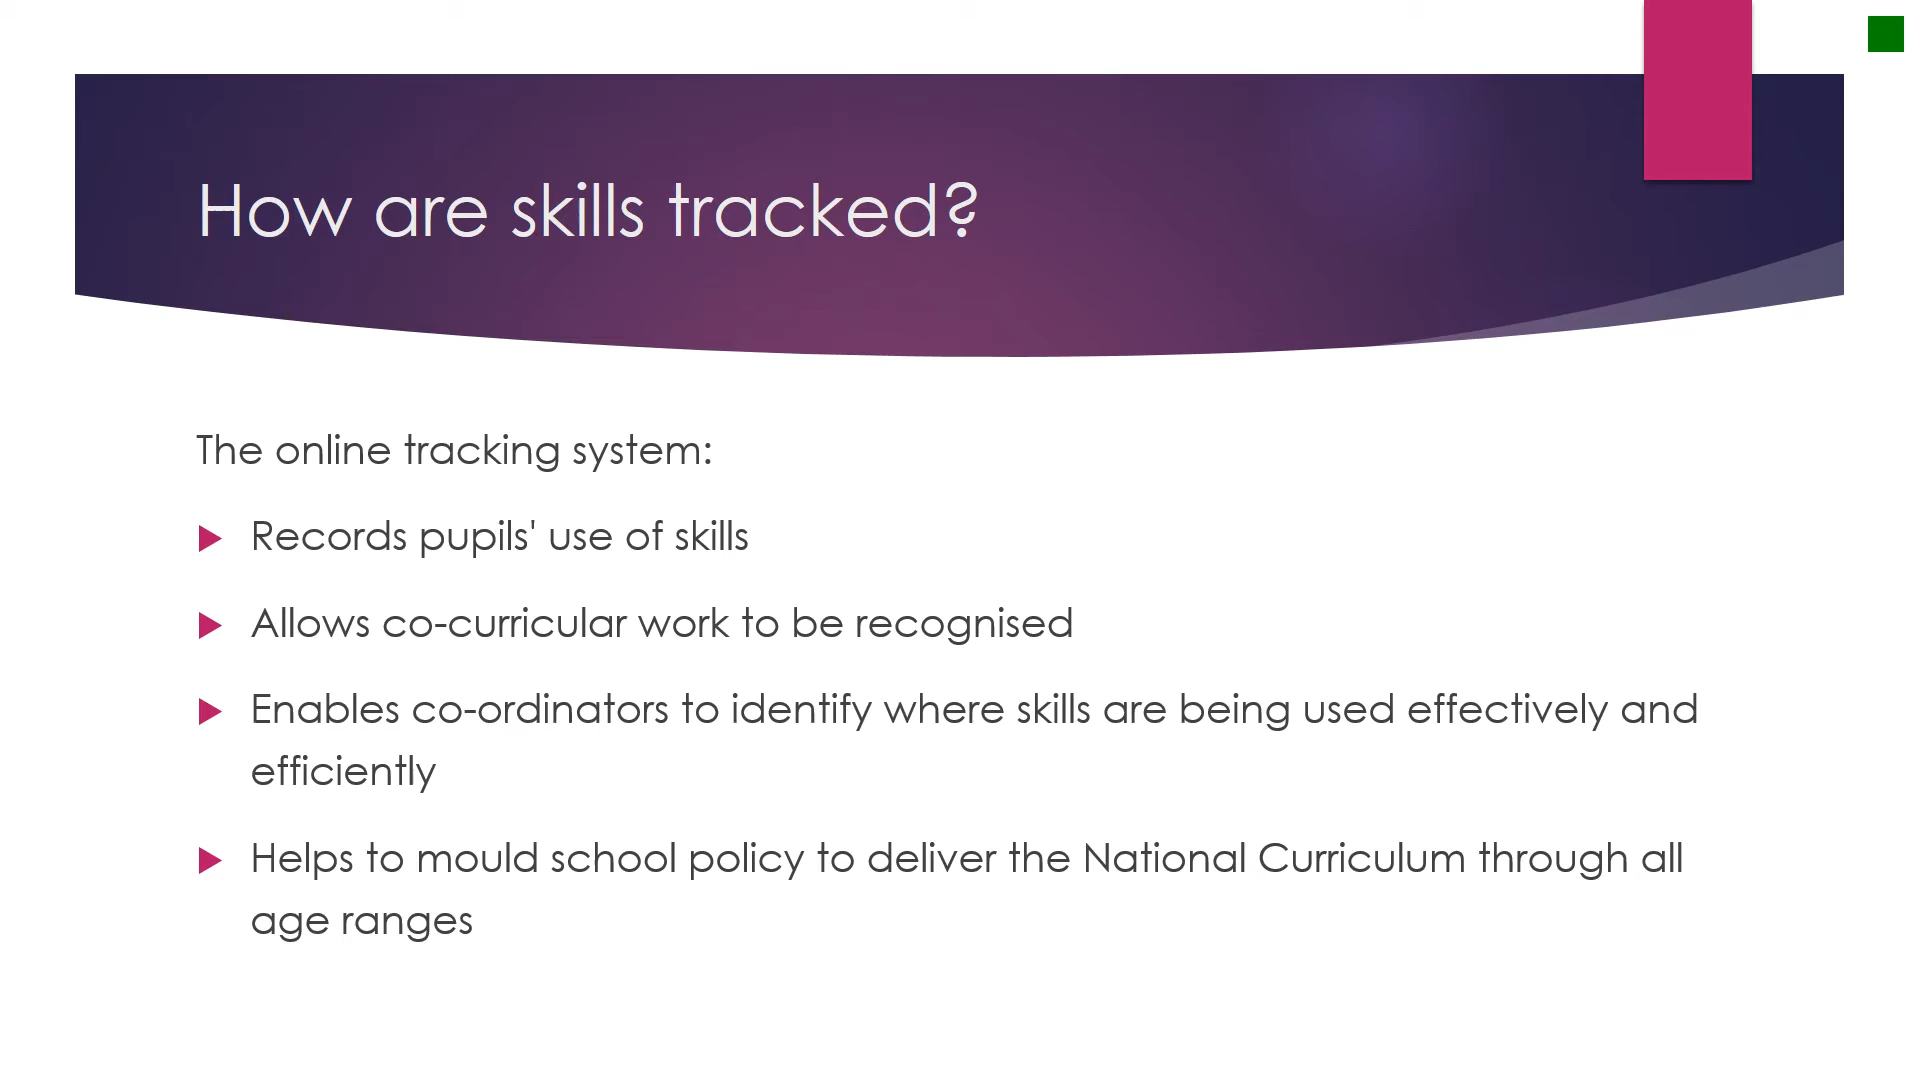 How are skills tracked?
The online tracking system:
Records pupils' use of skills
Allows co-curricular work to be recognised
Enables co-ordinators to identify where skills are being used effectively and
efficiently
Helps to mould school policy to deliver the National Curriculum through all
age ranges